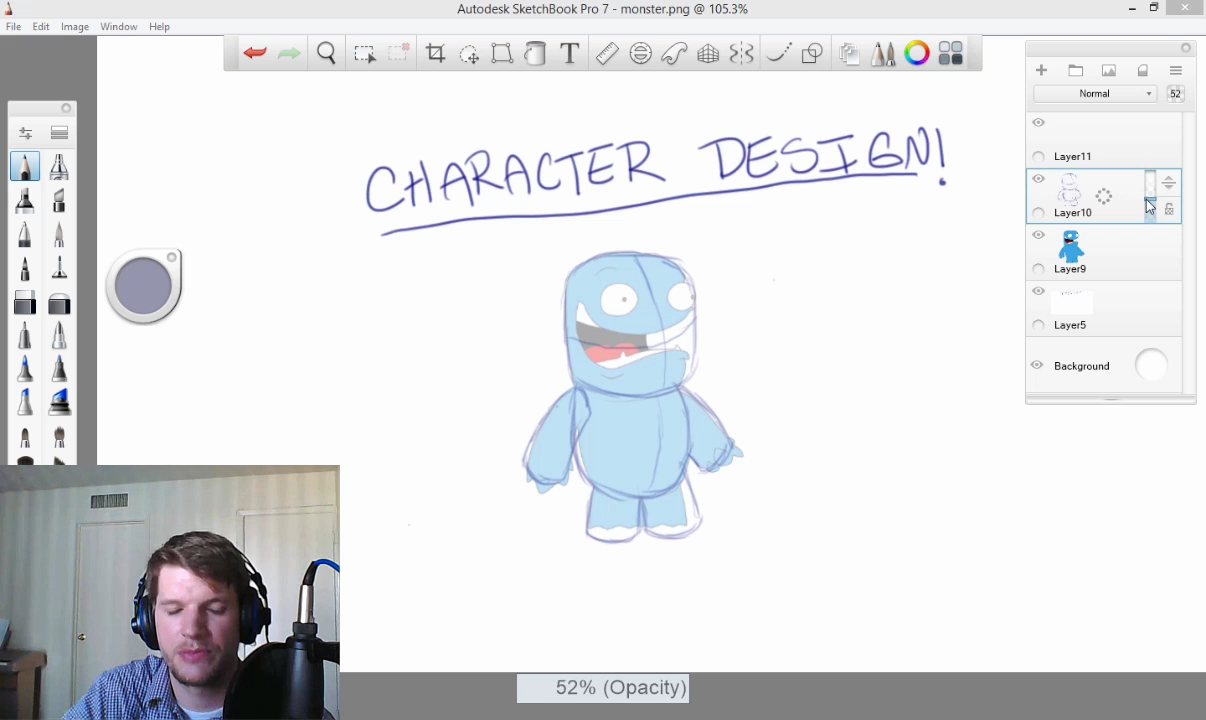 Autodesk SketchBook Pro 7 - monster.png @ 105.3%
File Edit Image Window Help
T
Normal 52
CHARACTER DESIGN!
Layer11
Layer10
Layer9
Layer5
Background
52% (Opacity)